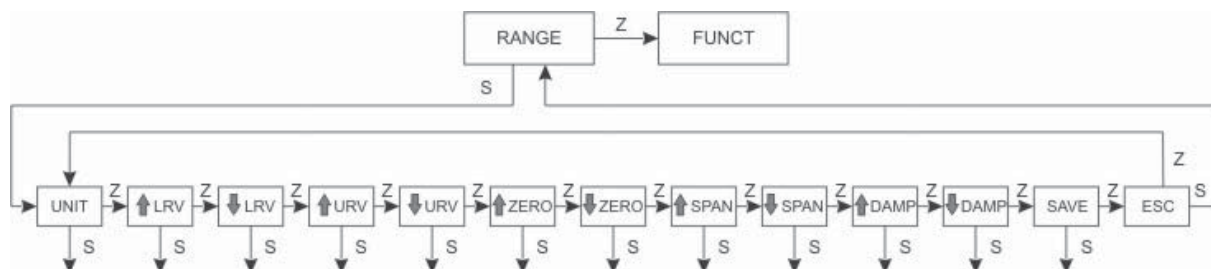 RANGE Z FUNCT
S
Z
UNIT Z LRV Z LRV Z URV Z URV Z ZERO Z ZERO Z SPAN Z SPAN Z DAMP Z DAMP Z SAVE Z ESC S
S S S S S S S S S S S S